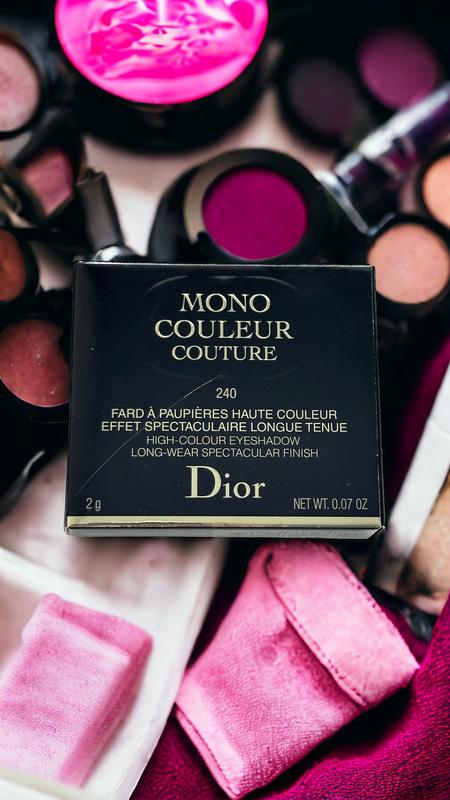 MONO
COULEUR
COUTURE
240
FARD À PAUPIÈRES HAUTE COULEUR
EFFET SPECTACULAIRE LONGUE TENUE
HIGH-COLOUR EYESHADOW
LONG-WEAR SPECTACULAR FINISH
Dior
2 g NET WT. 0.07 OZ